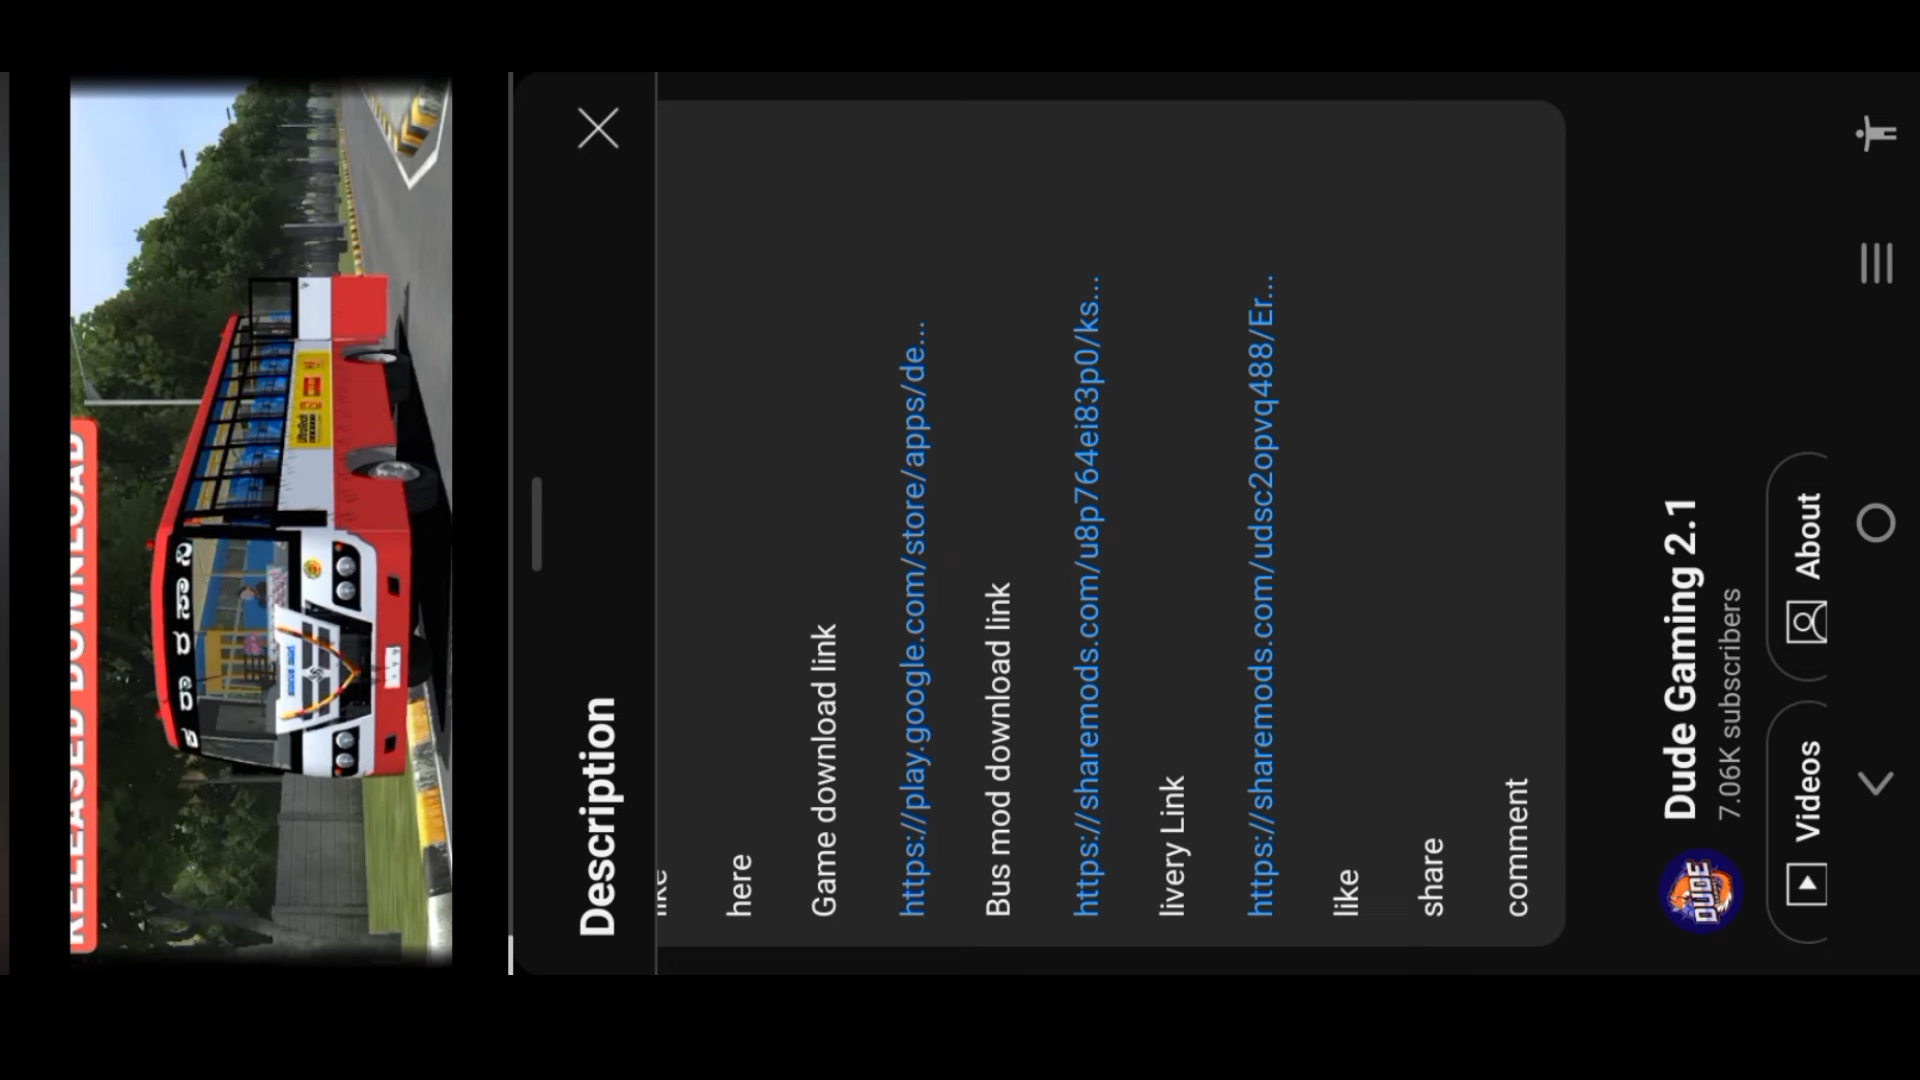 RELEASED DOWNLOAD
Description
like
here
Game download link
https://play.google.com/store/apps/de...
Bus mod download link
https://sharemods.com/u8p764ei83p0/ks...
livery Link
https://sharemods.com/udsc2opvq488/Er...
like
share
comment
DUDE
Dude Gaming 2.1
7.06K subscribers
Videos
About